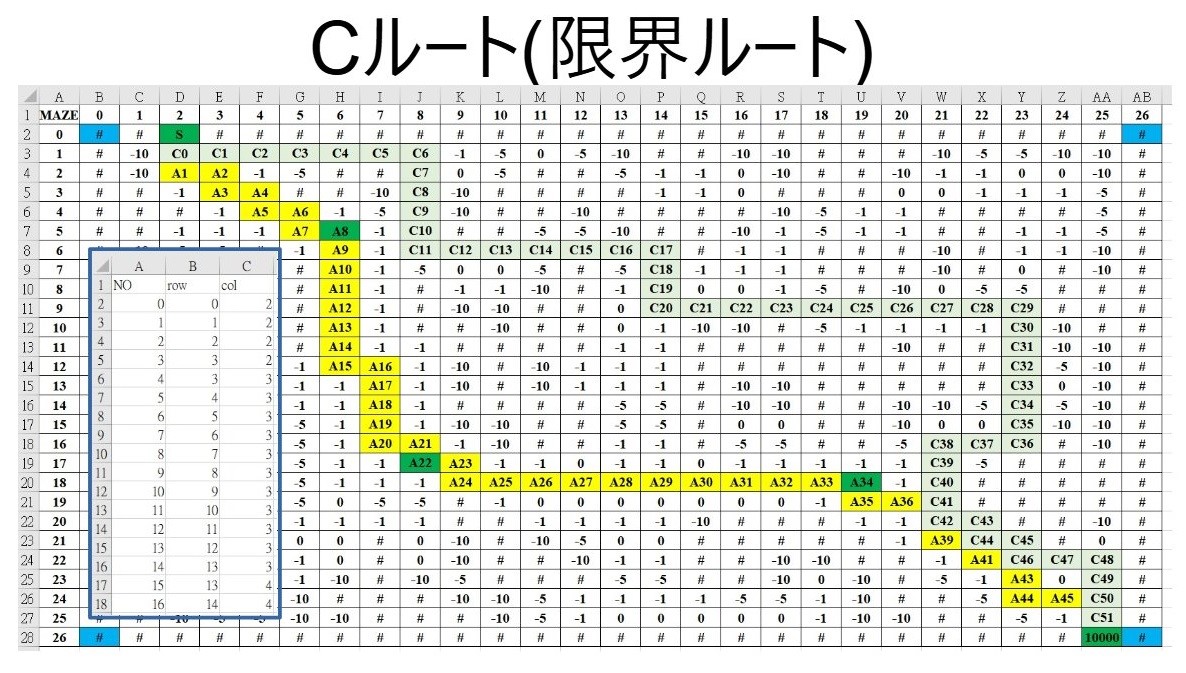 Cルート(限界ルート)
A B C D E F G H I J K L M N O P Q R S T U V W X Y Z AA AB
1 MAZE 0 1 2 3 4 5 6 7 8 9 10 11 12 13 14 15 16 17 18 19 20 21 22 23 24 25 26
2 0 # # S # # # # # # # # # # # # # # # # # # # # # # # #
3 1 # -10 C0 C1 C2 C3 C4 C5 C6 -1 -5 0 -5 -10 # # -10 -10 # # # -10 -5 -5 -10 -10 #
4 2 # -10 A1 A2 -1 -5 # # C7 0 -5 # # -5 -1 -1 0 -10 # # -10 -1 -1 0 0 -10 #
5 3 # # -1 A3 A4 # # -10 C8 -10 # # # # -1 -1 0 # # # 0 0 -1 -1 -1 -5 #
6 4 # # # -1 A5 A6 -1 -5 C9 -10 # # -10 # # # # -10 -5 -1 -1 # # # # -5 #
7 5 # # -1 -1 -1 A7 A8 -1 C10 # # -5 -5 -10 # # -10 -1 -5 -1 -1 # # -1 -1 -5 #
8 6 -1 A9 -1 C11 C12 C13 C14 C15 C16 C17 # -1 -1 # # # -10 # -1 -1 -10 #
9 7 # A10 -1 -5 0 0 -5 # -5 C18 -1 -1 -1 # # # -10 # 0 # -10 #
10 8 # A11 -1 # -1 -1 -10 # -1 C19 0 0 -1 -5 # -10 0 -5 -5 # # #
11 9 # A12 -1 # -10 -10 # # 0 C20 C21 C22 C23 C24 C25 C26 C27 C28 C29 # # #
12 10 # A13 -1 # # -10 # # 0 -1 -10 -10 # -5 -1 -1 -1 -1 C30 -10 # #
13 11 # A14 -1 -1 # # # # -1 -1 # # # # # -10 # # C31 -10 -10 #
14 12 -1 A15 A16 -1 -10 # -10 -1 -1 -1 # # # # # # # # C32 -5 -10 #
15 13 -1 -1 A17 -1 -10 # -10 -1 -1 -1 # -10 -10 # # # # # C33 0 -10 #
16 14 -1 -1 A18 -1 # # # # -5 -5 # -10 -10 # # -10 -10 -5 C34 -5 -10 #
17 15 -5 -1 A19 -1 -10 -10 # # -5 -5 # 0 0 # # -10 0 0 C35 -10 -10 #
18 16 -5 -1 A20 A21 -1 -10 # # -1 -1 # -5 -5 # # -5 C38 C37 C36 # -10 #
19 17 -5 -1 -1 A22 A23 -1 -1 0 -1 -1 0 -1 -1 -1 -1 -1 C39 -5 # # # #
20 18 -5 -1 -1 -1 A24 A25 A26 A27 A28 A29 A30 A31 A32 A33 A34 -1 C40 # # # # #
21 19 -5 0 -5 -5 # -1 0 0 0 0 0 0 0 -1 A35 A36 C41 # # # # #
22 20 -1 -1 -1 -1 # # -1 -1 -1 -1 -10 # # # -1 -1 C42 C43 # # -10 #
23 21 0 0 # 0 -10 # -10 -5 0 0 # # # # # -1 A39 C44 C45 # 0 #
24 22 -1 0 # 0 -10 # # -10 -1 -1 # # -10 -10 # # -1 A41 C46 C47 C48 #
25 23 -1 -10 # -10 -5 # # # -5 -5 # # -10 0 -10 # -5 -1 A43 0 C49 #
26 24 -10 # # # -10 -10 -5 -1 -1 -1 -1 -5 -5 -1 -10 # # -5 A44 A45 C50 #
27 25 -10 -10 # # # -10 -5 -1 0 0 0 0 0 -1 -10 -10 # # -5 -1 C51 #
28 26 # # # # # # # # # # # # # # # # # # # # # # # # # 10000 #
A B C
1 NO row col
2 0 0 2
3 1 1 2
4 2 2 2
5 3 3 2
6 4 3 3
7 5 4 3
8 6 5 3
9 7 6 3
10 8 7 3
11 9 8 3
12 10 9 3
13 11 10 3
14 12 11 3
15 13 12 3
16 14 13 3
17 15 13 4
18 16 14 4